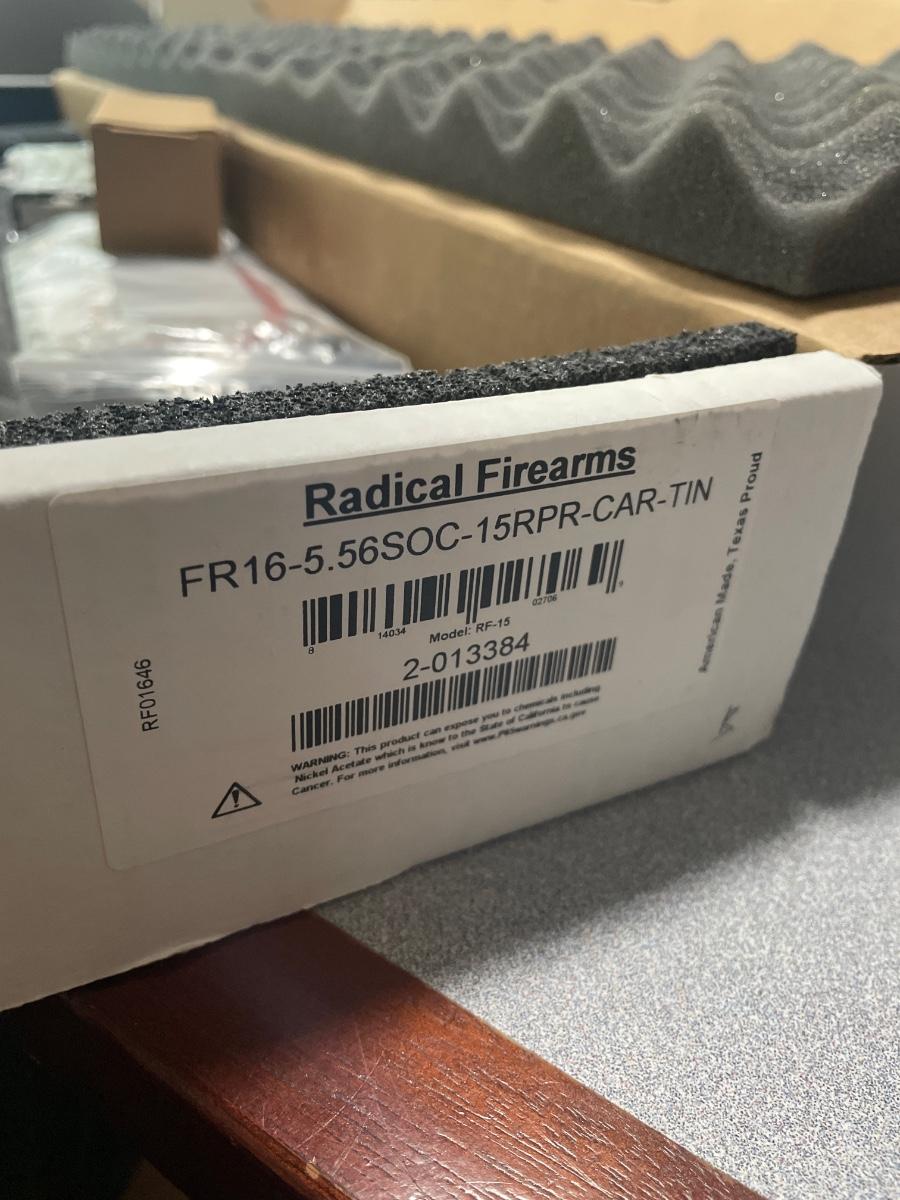 Radical Firearms
FR16-5.56SOC-15RPR-CAR-TIN
8 14034 02706 9
Model: RF-15
2-013384
WARNING: This product can expose you to chemicals including
Nickel Acetate which is know to the State of California to cause
Cancer. For more information, visit www.P65warnings.ca.gov
RF01646
American Made, Texas Proud